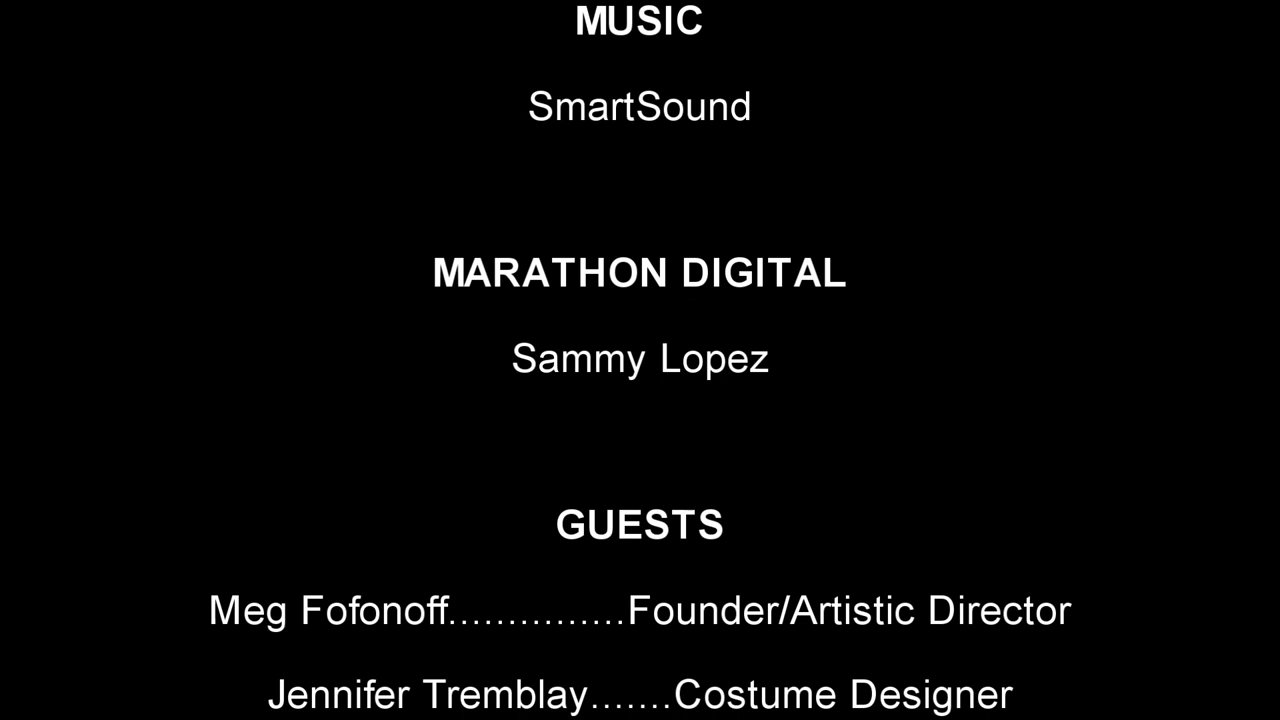 MUSIC
SmartSound
MARATHON DIGITAL
Sammy Lopez
GUESTS
Meg Fofonoff...............Founder/Artistic Director
Jennifer Tremblay.......Costume Designer